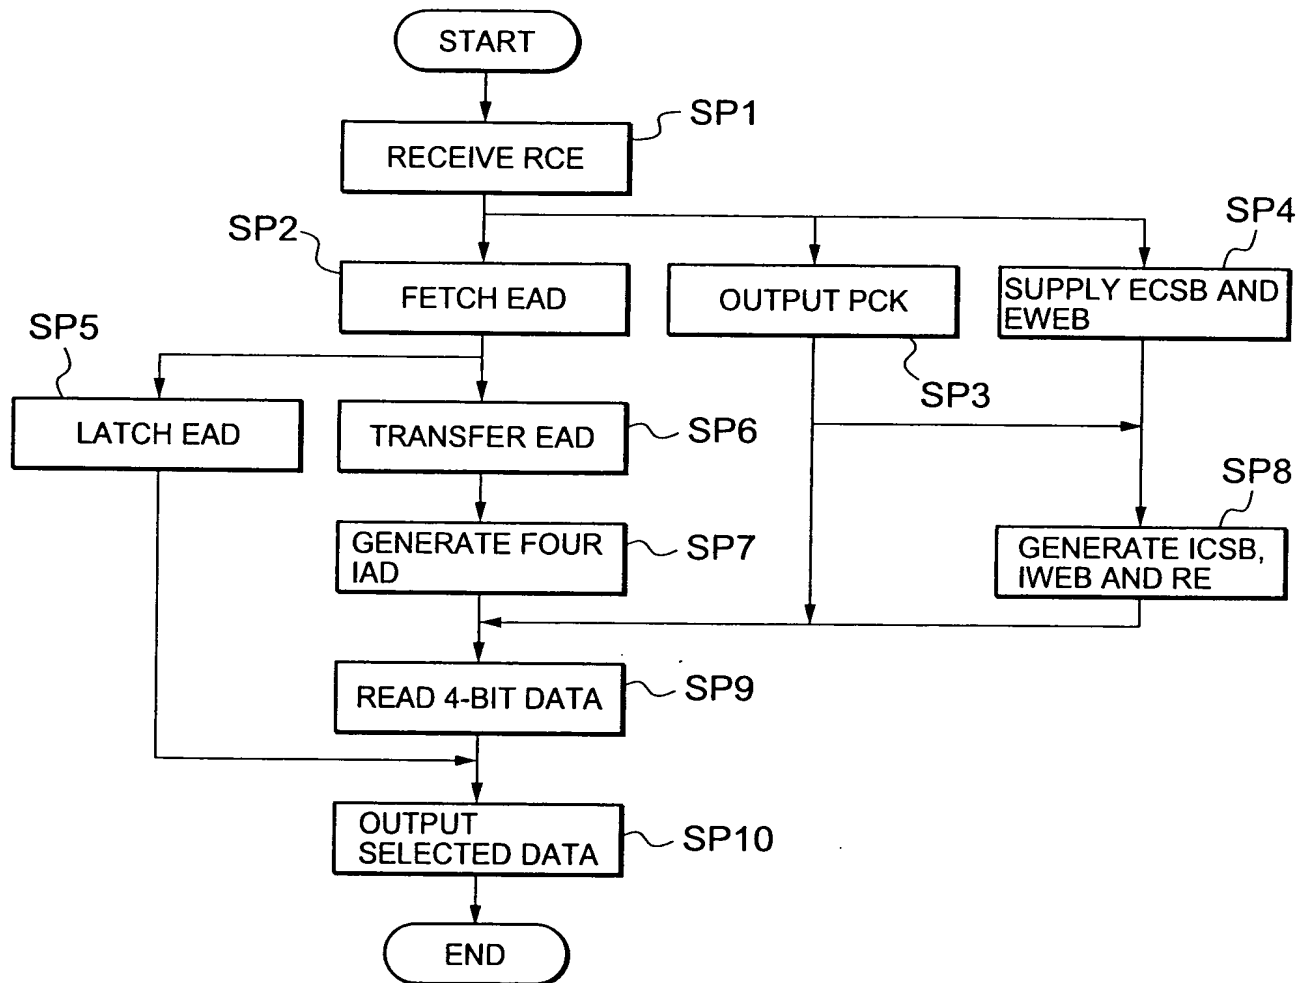 START
SP1
RECEIVE RCE
SP4
SP2
FETCH EAD
OUTPUT PCK
SUPPLY ECSB AND
EWEB
SP5
SP3
LATCH EAD
TRANSFER EAD
SP6
SP8
GENERATE FOUR
IAD
SP7
GENERATE ICSB,
IWEB AND RE
READ 4-BIT DATA
SP9
OUTPUT
SELECTED DATA
SP10
END